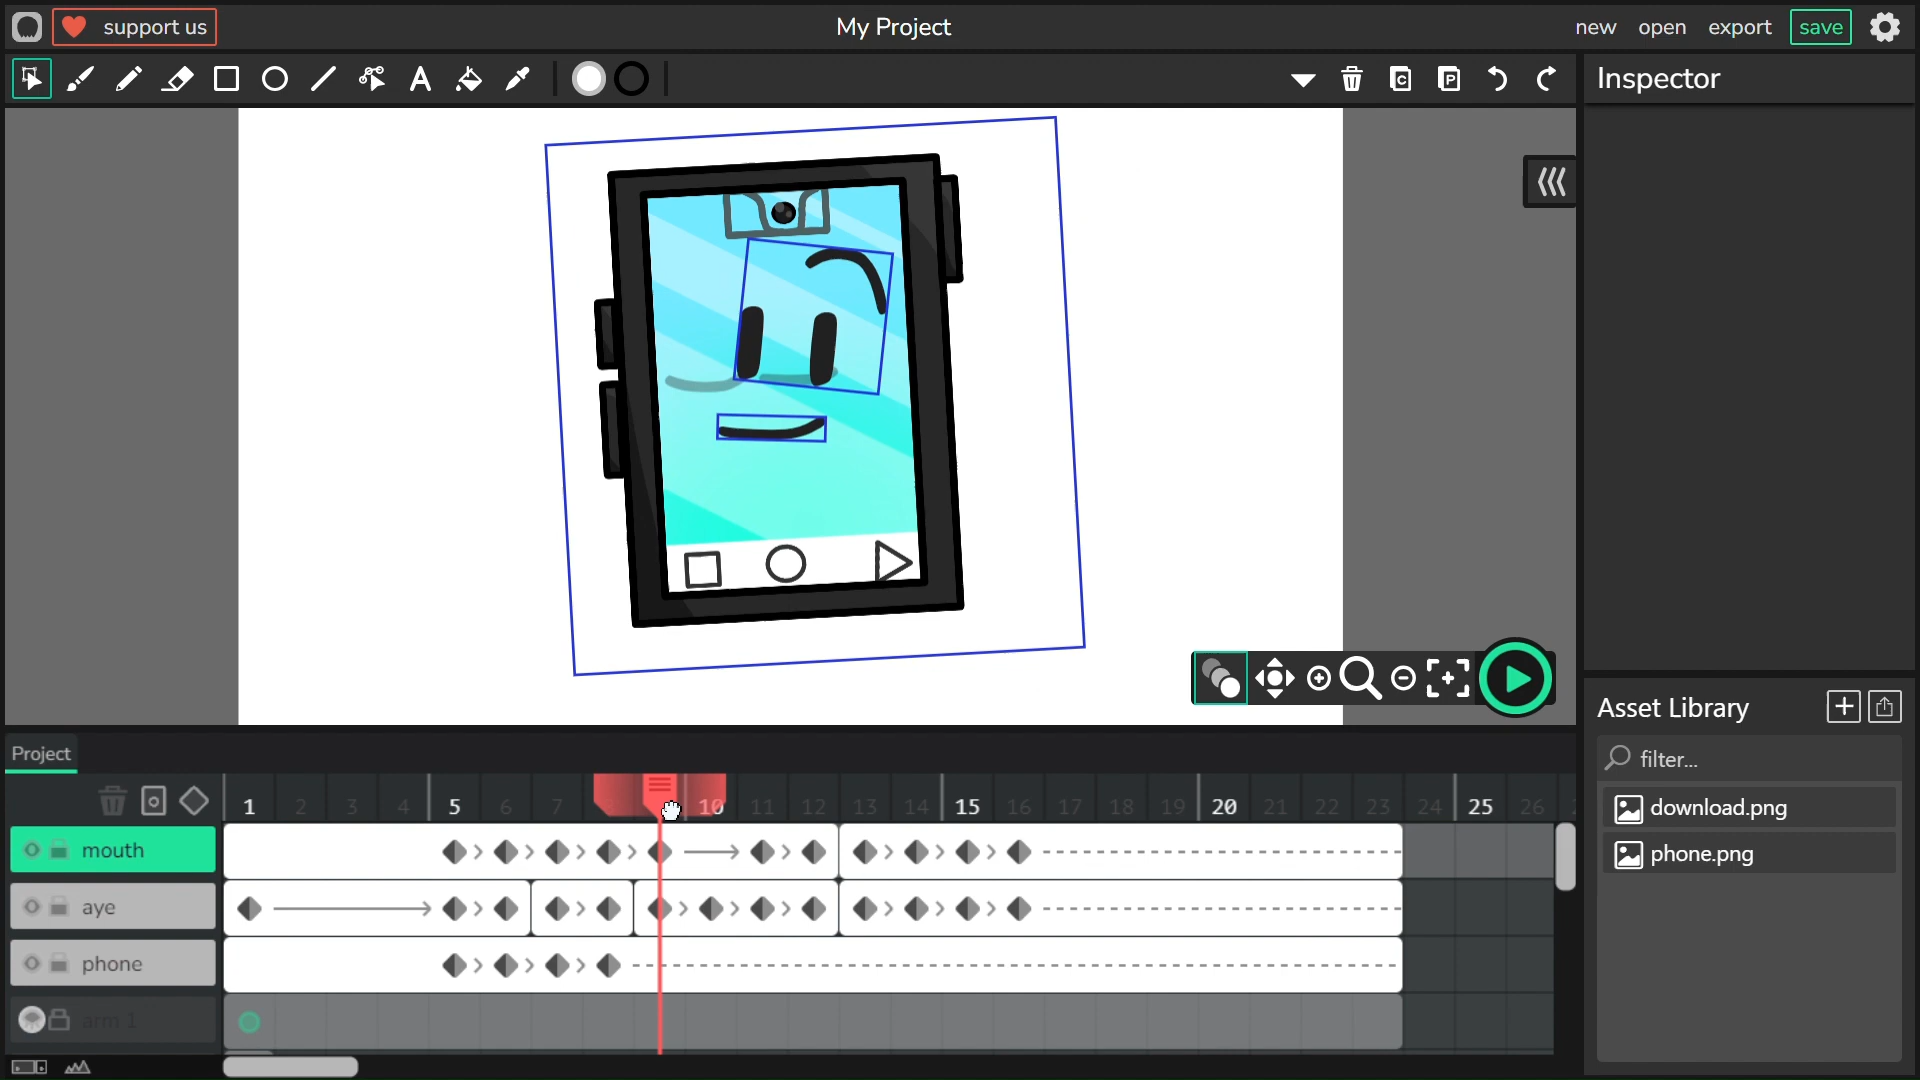 support us
My Project
new open export save
Inspector
Project
1 2 3 4 5 6 7 10 11 12 13 14 15 16 17 18 19 20 21 22 23 24 25 26
mouth
aye
phone
arm 1
Asset Library
filter...
download.png
phone.png